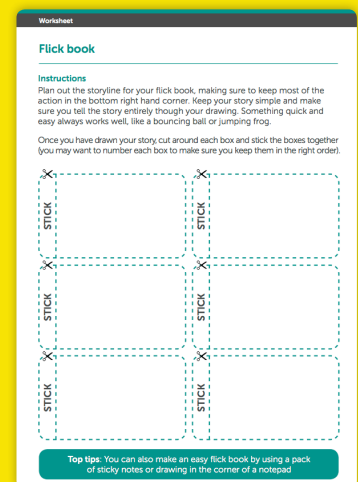 Worksheet
Flick book
Instructions
Plan out the storyline for your flick book, making sure to keep most of the
action in the bottom right hand corner. Keep your story simple and make
sure you tell the story entirely though your drawing. Something quick and
easy always works well, like a bouncing ball or jumping frog.
Once you have drawn your story, cut around each box and stick the boxes together
(you may want to number each box to make sure you keep them in the right order).
STICK
STICK
STICK
STICK
STICK
STICK
Top tips: You can also make an easy flick book by using a pack
of sticky notes or drawing in the corner of a notepad